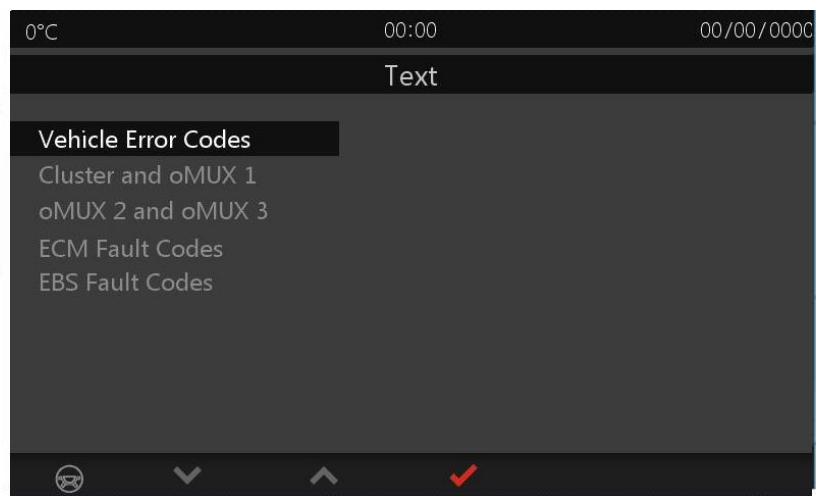 0°C 00:00 00/00/0000
Text
Vehicle Error Codes
Cluster and oMUX 1
oMUX 2 and oMUX 3
ECM Fault Codes
EBS Fault Codes